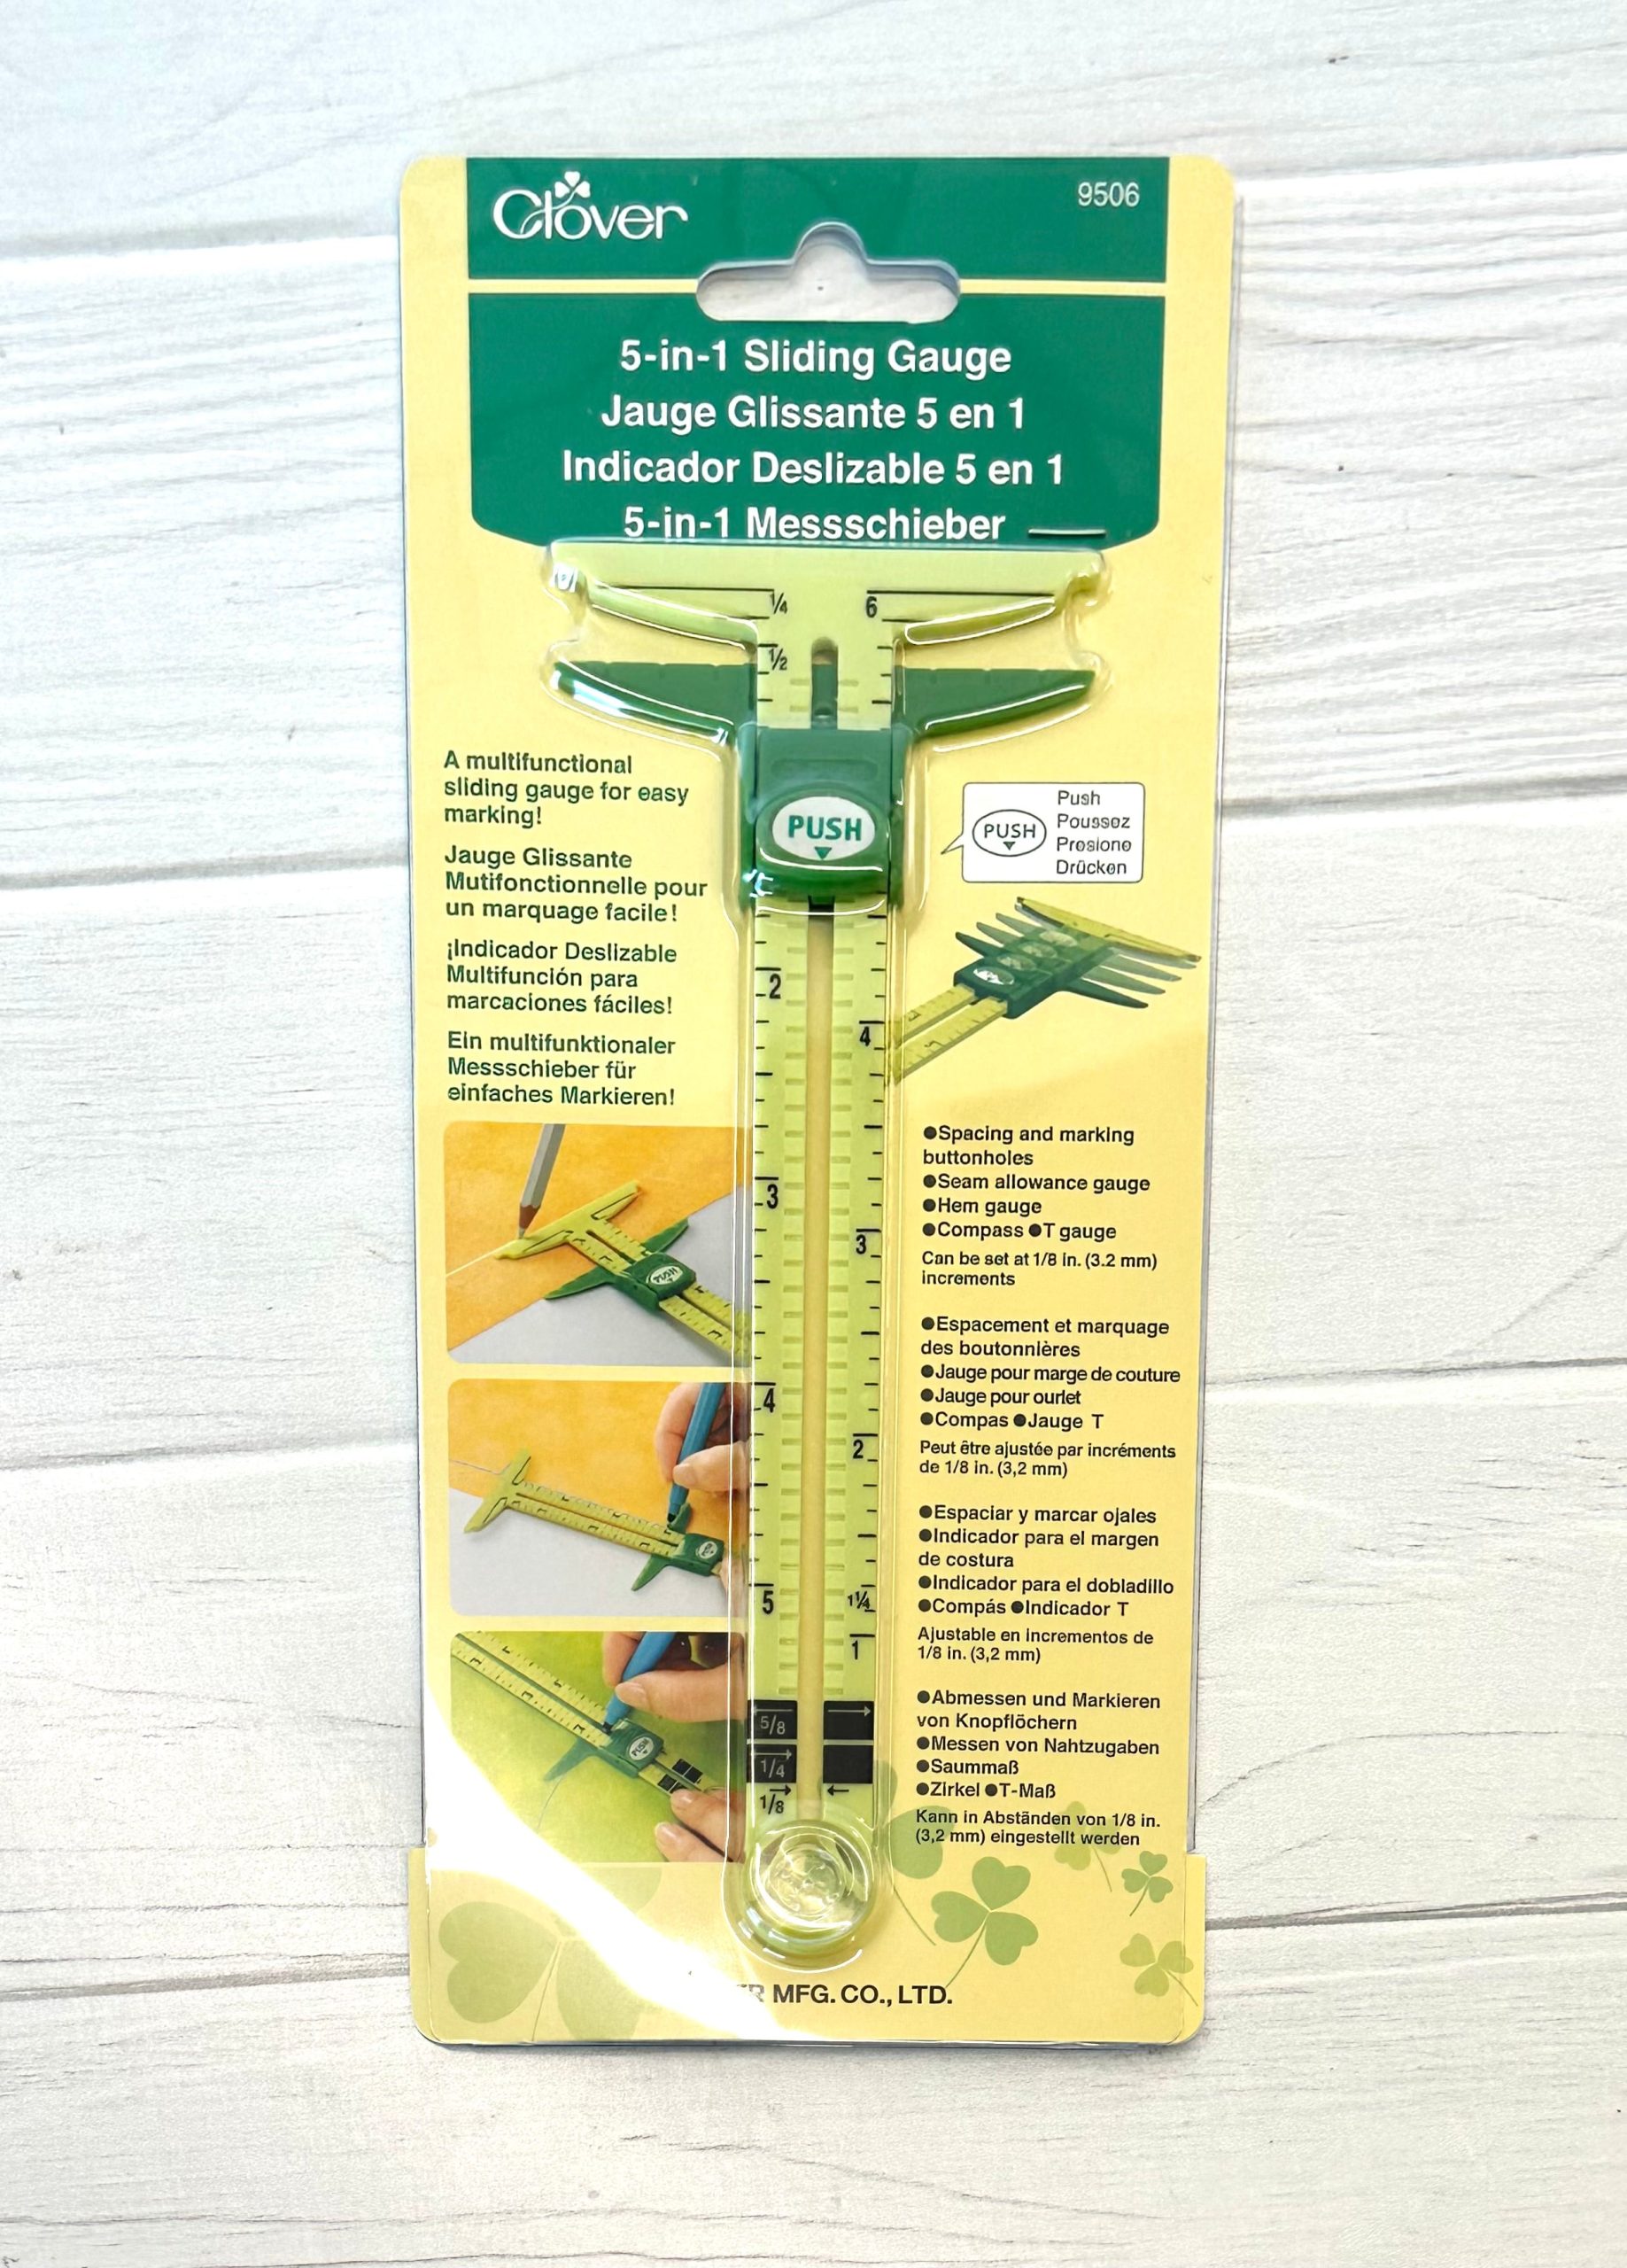 Clover
9506
5-in-1 Sliding Gauge
Jauge Glissante 5 en 1
Indicador Deslizable 5 en 1
5-in-1 Messschieber
1/4
6
1/2
A multifunctional
sliding gauge for easy
marking!
Jauge Glissante
Mutifonctionnelle pour
un marquage facile!
¡Indicador Deslizable
Multifunción para
marcaciones fáciles!
Ein multifunktionaler
Messschieber für
einfaches Markieren!
PUSH
PUSH
Push
Poussez
Presione
Drücken
2
4
3
3
4
2
5
1 1/4
1
5/8
1/4
1/8
PUSH
PUSH
●Spacing and marking
buttonholes
●Seam allowance gauge
●Hem gauge
●Compass ●T gauge
Can be set at 1/8 in. (3.2 mm)
increments
●Espacement et marquage
des boutonnières
●Jauge pour marge de couture
●Jauge pour ourlet
●Compas ●Jauge T
Peut être ajustée par incréments
de 1/8 in. (3,2 mm)
●Espaciar y marcar ojales
●Indicador para el margen
de costura
●Indicador para el dobladillo
●Compás ●Indicador T
Ajustable en incrementos de
1/8 in. (3,2 mm)
●Abmessen und Markieren
von Knopflöchern
●Messen von Nahtzugaben
●Saummaß
●Zirkel ●T-Maß
Kann in Abständen von 1/8 in.
(3,2 mm) eingestellt werden
MFG. CO., LTD.